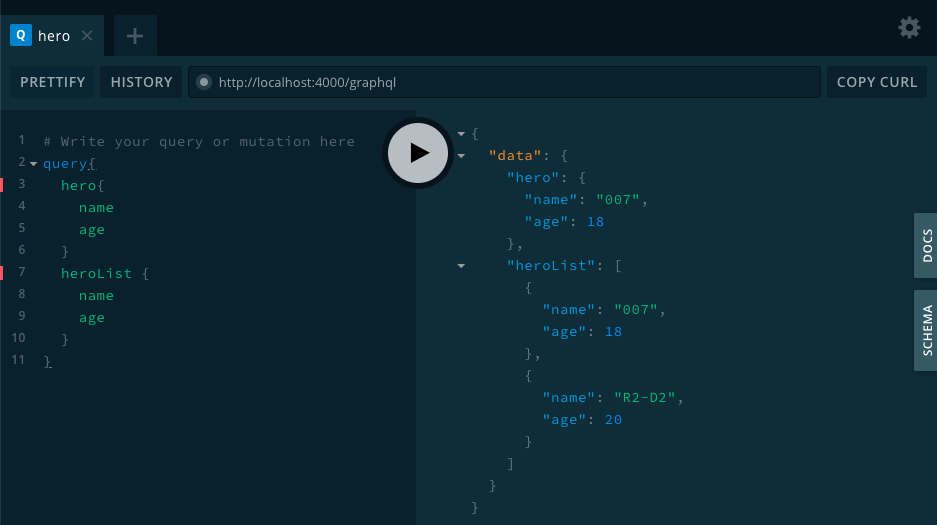 Q hero
PRETTIFY HISTORY http://localhost:4000/graphql COPY CURL
1 # Write your query or mutation here
2 query{
3 hero{
4 name
5 age
6 }
7 heroList {
8 name
9 age
10 }
11 }
{
"data": {
"hero": {
"name": "007",
"age": 18
},
"heroList": [
{
"name": "007",
"age": 18
},
{
"name": "R2-D2",
"age": 20
}
]
}
}
DOCS
SCHEMA